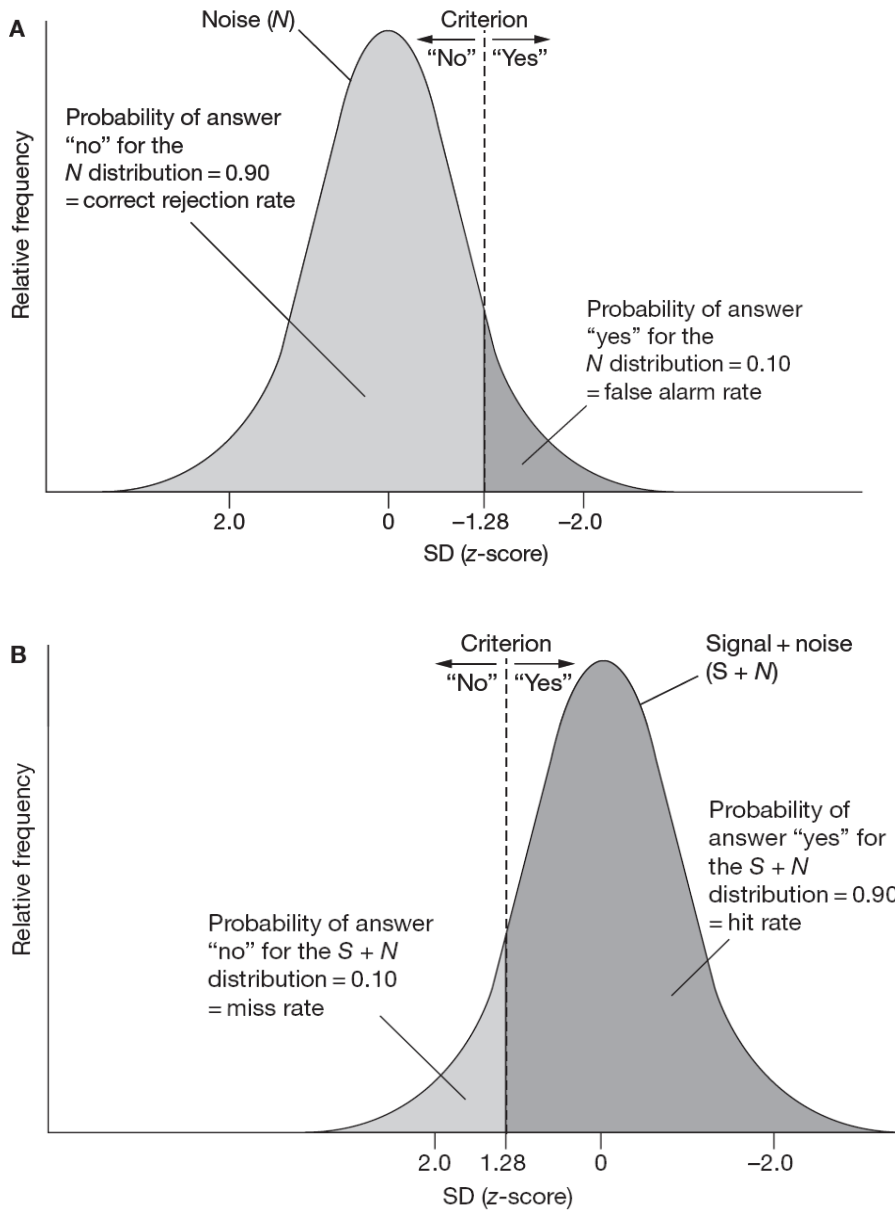 A
Noise (N)
Criterion
“No” “Yes”
Relative frequency
Probability of answer
“no” for the
N distribution = 0.90
= correct rejection rate
Probability of answer
“yes” for the
N distribution = 0.10
= false alarm rate
2.0 0 –1.28 –2.0
SD (z-score)
B
Criterion
“No” “Yes”
Signal + noise
(S + N)
Relative frequency
Probability of
answer “yes” for
the S + N
distribution = 0.90
= hit rate
Probability of answer
“no” for the S + N
distribution = 0.10
= miss rate
2.0 1.28 0 –2.0
SD (z-score)